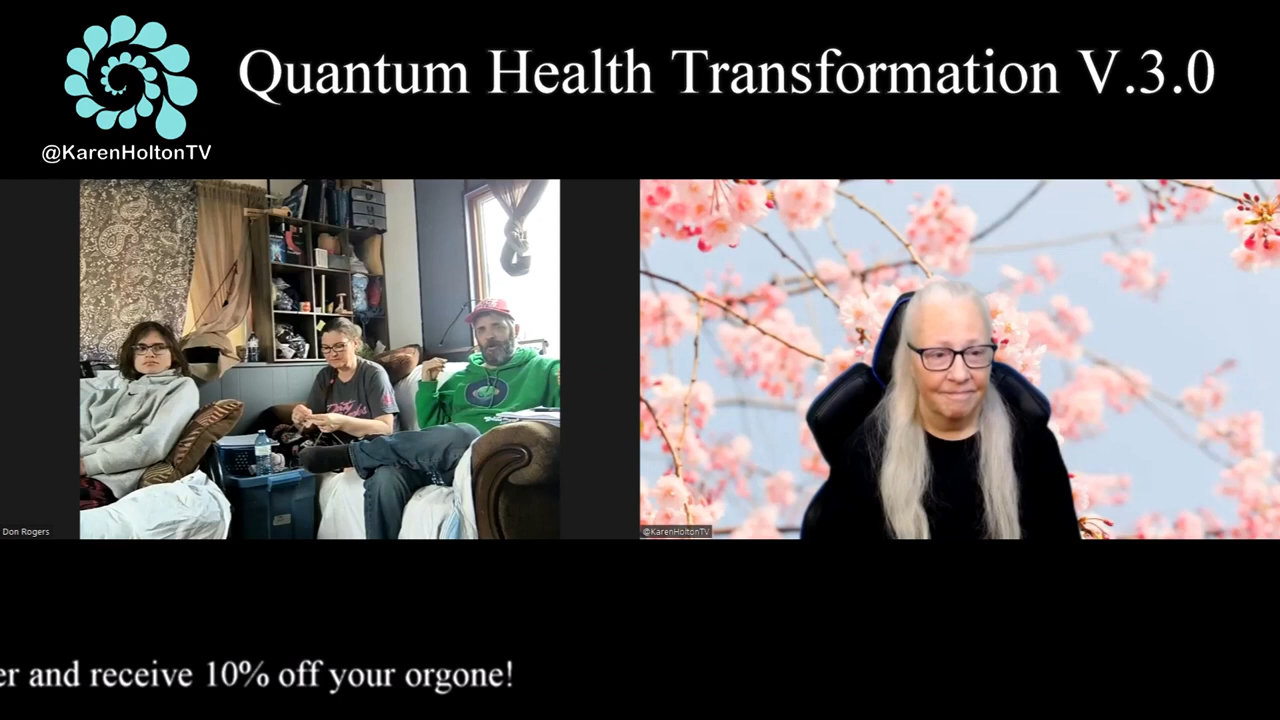 Quantum Health Transformation V.3.0
@KarenHoltonTV
Don Rogers
@KarenHoltonTV
er and receive 10% off your orgone!